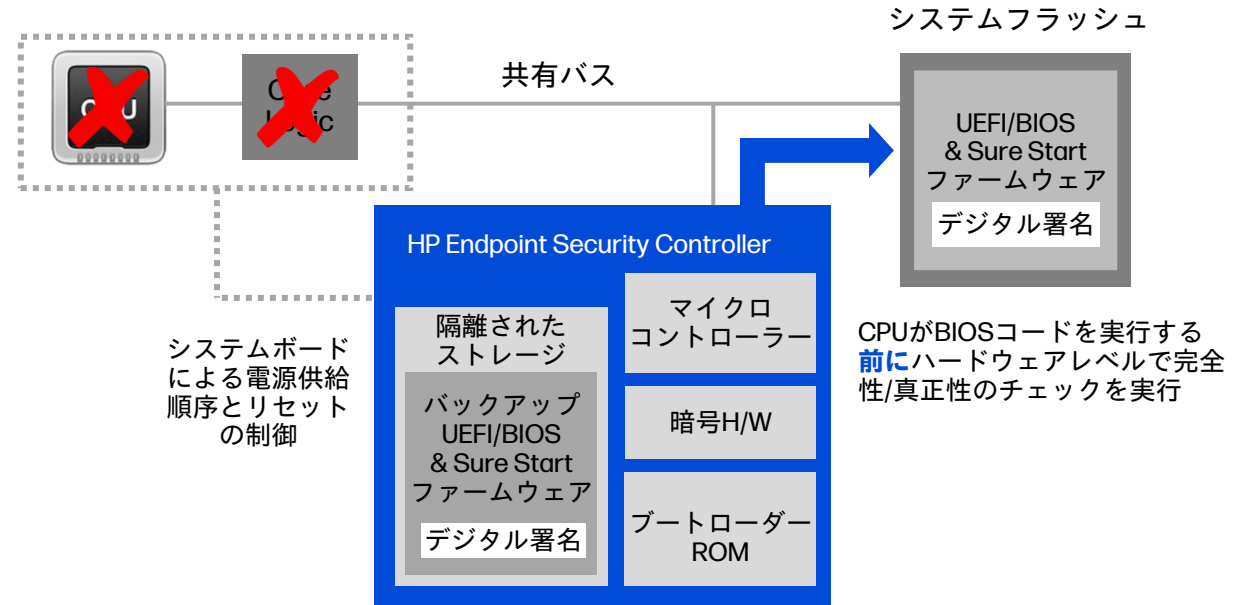 システムフラッシュ
共有バス
UEFI/BIOS
& Sure Start
ファームウェア
デジタル署名
HP Endpoint Security Controller
隔離された
ストレージ
バックアップ
UEFI/BIOS
& Sure Start
ファームウェア
デジタル署名
マイクロ
コントローラー
暗号H/W
ブートローダー
ROM
システムボード
による電源供給
順序とリセット
の制御
CPUがBIOSコードを実行する
前にハードウェアレベルで完全
性/真正性のチェックを実行